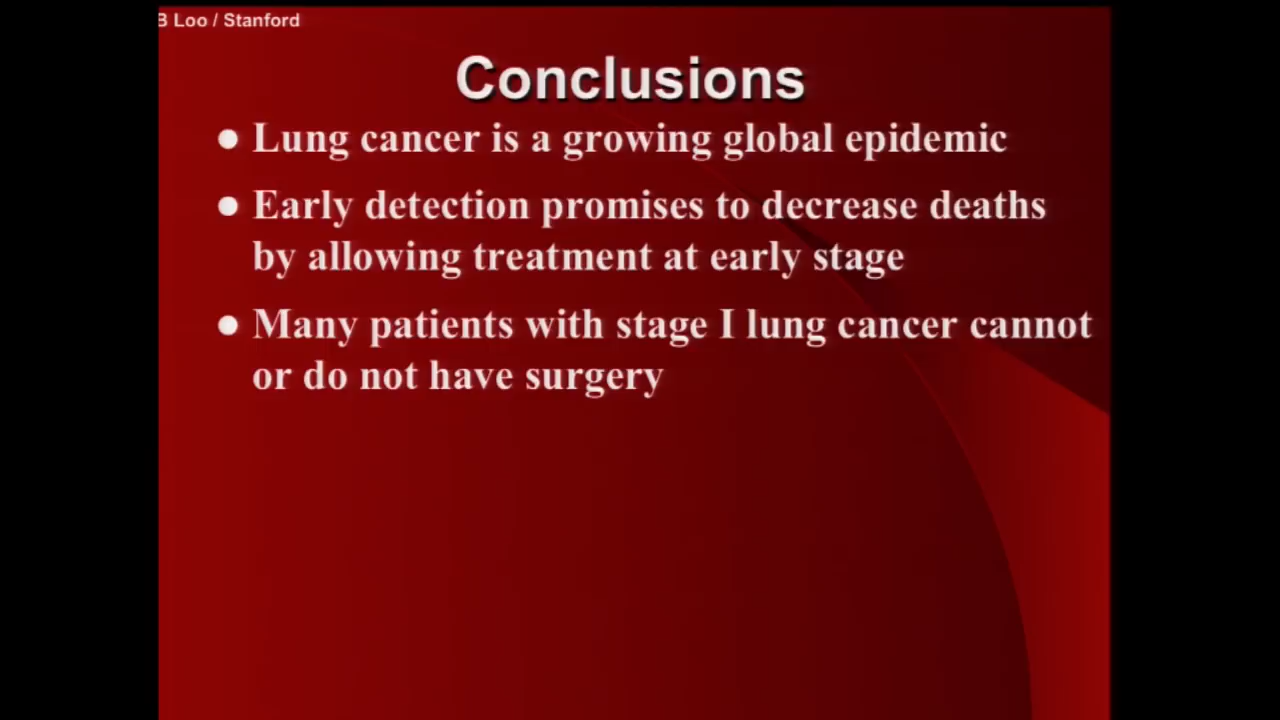 B Loo / Stanford
Conclusions
● Lung cancer is a growing global epidemic
● Early detection promises to decrease deaths
by allowing treatment at early stage
● Many patients with stage I lung cancer cannot
or do not have surgery